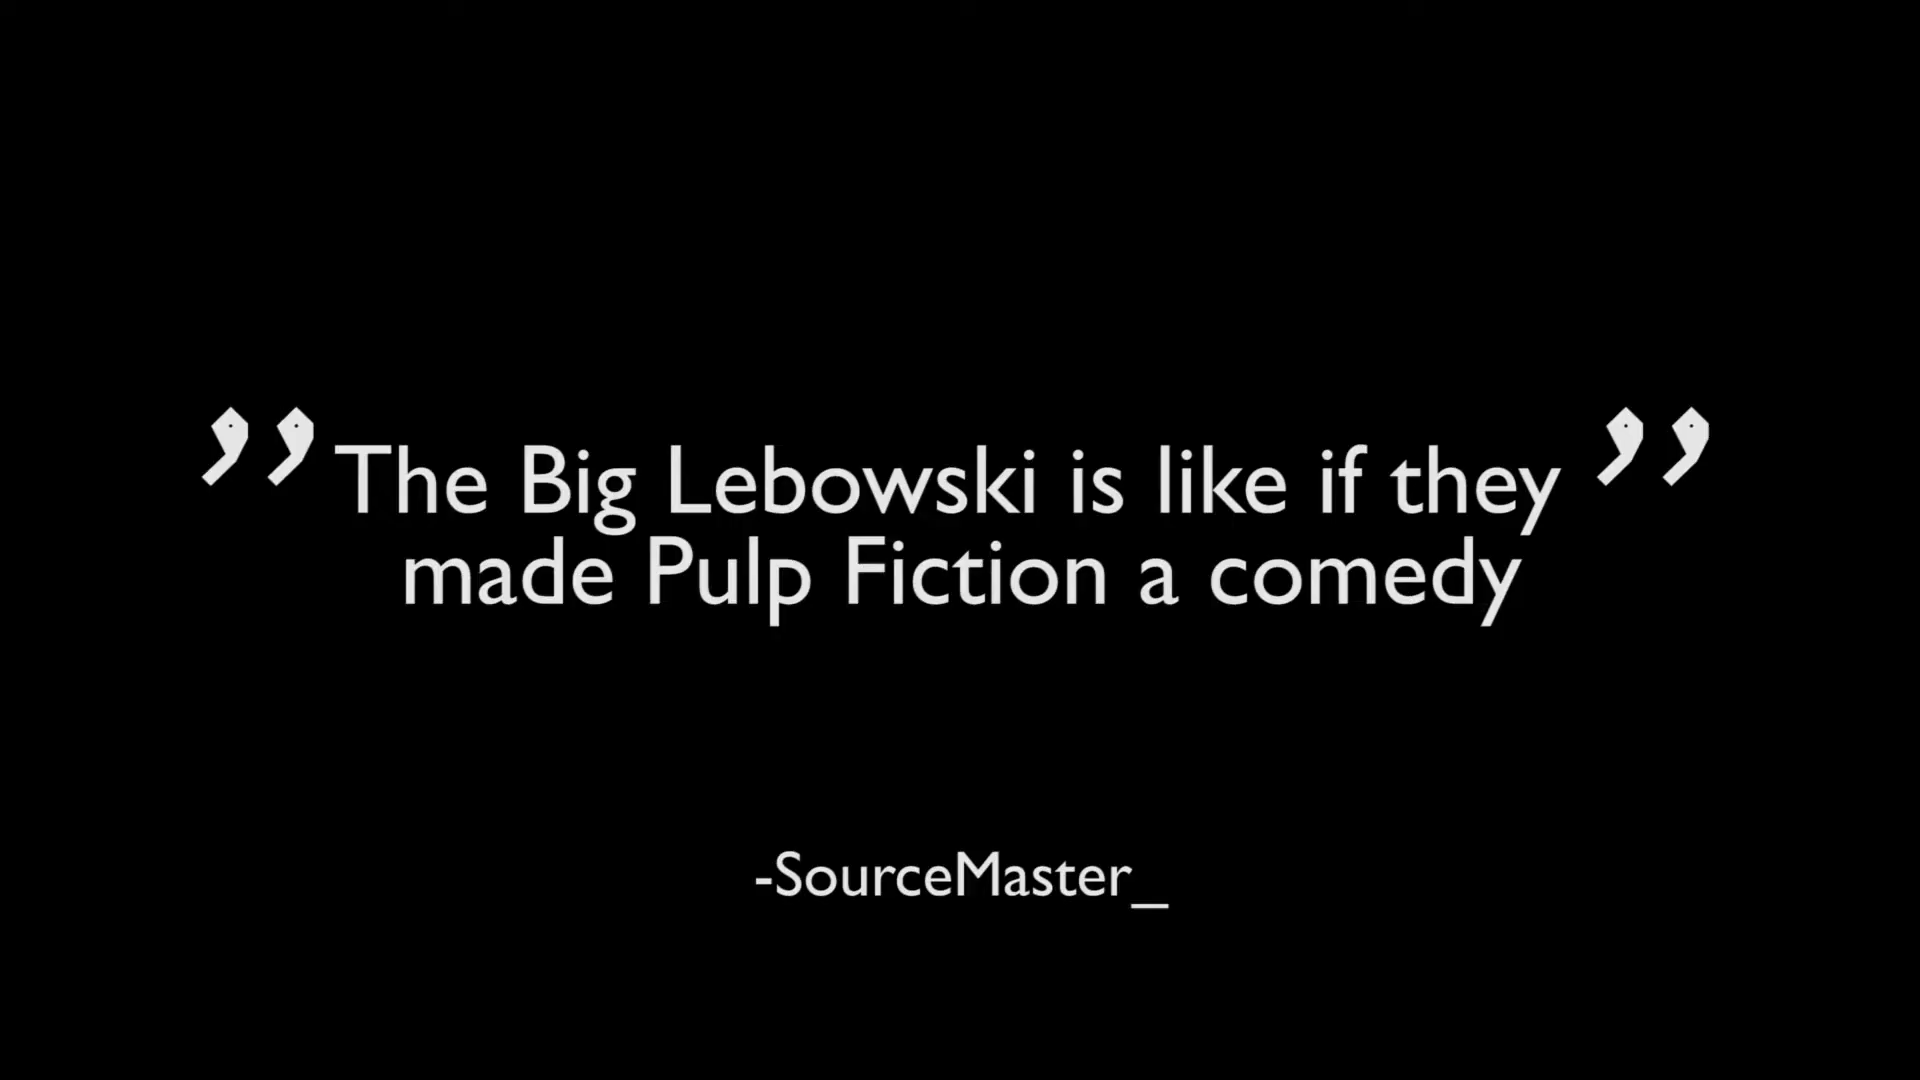 ”The Big Lebowski is like if they”
made Pulp Fiction a comedy
-SourceMaster_